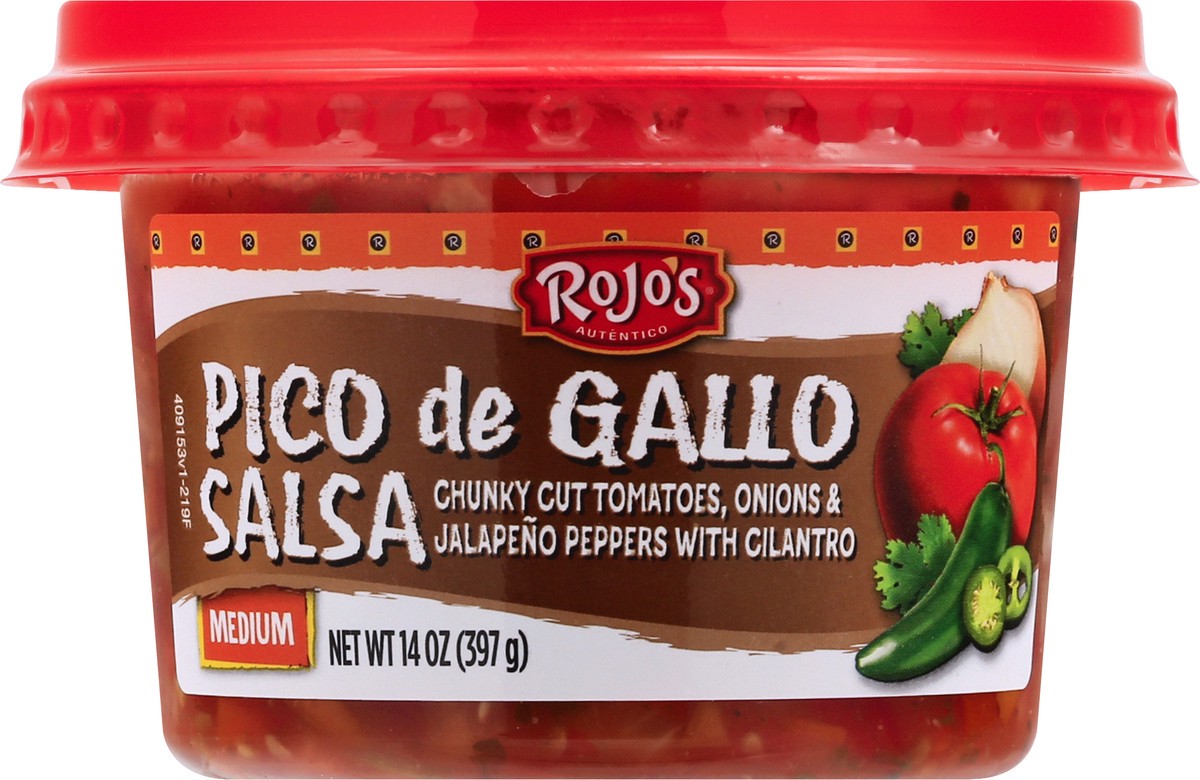 R R R R R R R R R R R R R R
ROJO'S®
AUTÉNTICO
PICO de GALLO
SALSA
CHUNKY CUT TOMATOES, ONIONS &
JALAPEÑO PEPPERS WITH CILANTRO
409153v1-219F
MEDIUM
NET WT 14 OZ (397 g)